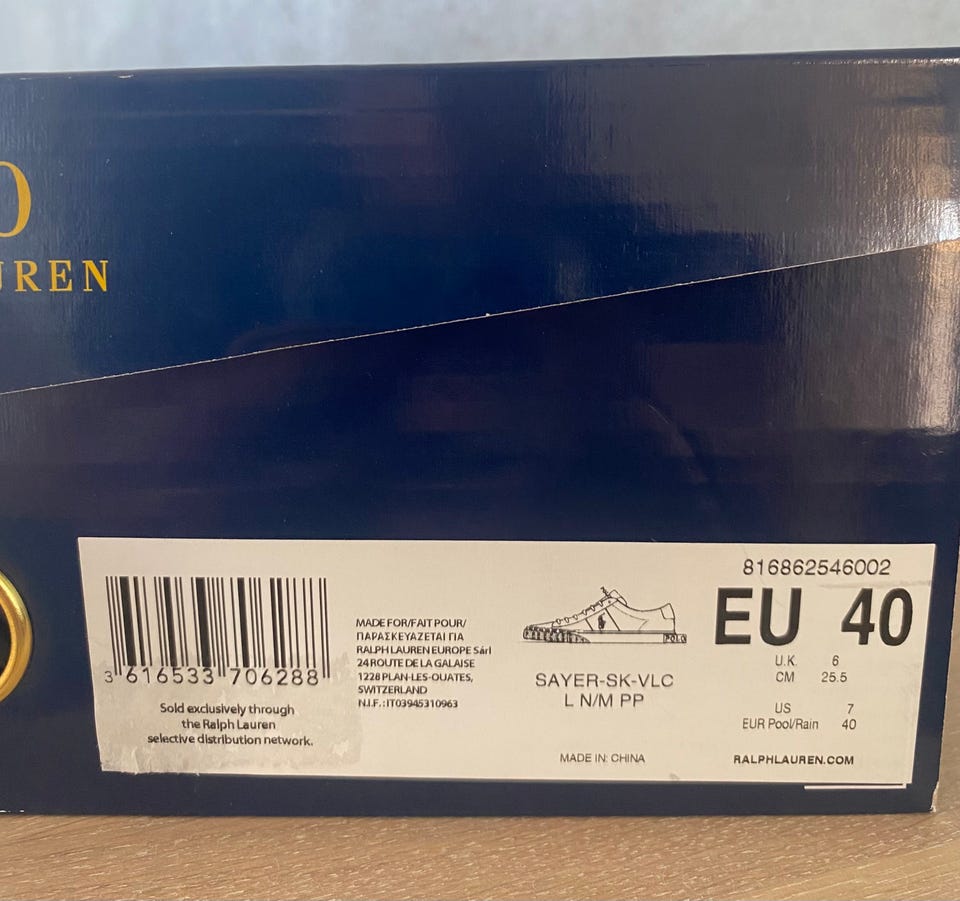 REN
816862546002
EU 40
U.K. 6
CM 25.5
US 7
EUR Pool/Rain 40
RALPHLAUREN.COM
POLO
SAYER-SK-VLC
L N/M PP
MADE IN: CHINA
MADE FOR/FAIT POUR/
ΠΑΡΑΣΚΕΥΑΖΕΤΑΙ ΓΙΑ
RALPH LAUREN EUROPE Sárl
24 ROUTE DE LA GALAISE
1228 PLAN-LES-OUATES,
SWITZERLAND
N.I.F.:IT03945310963
3 616533 706288
Sold exclusively through
the Ralph Lauren
selective distribution network.